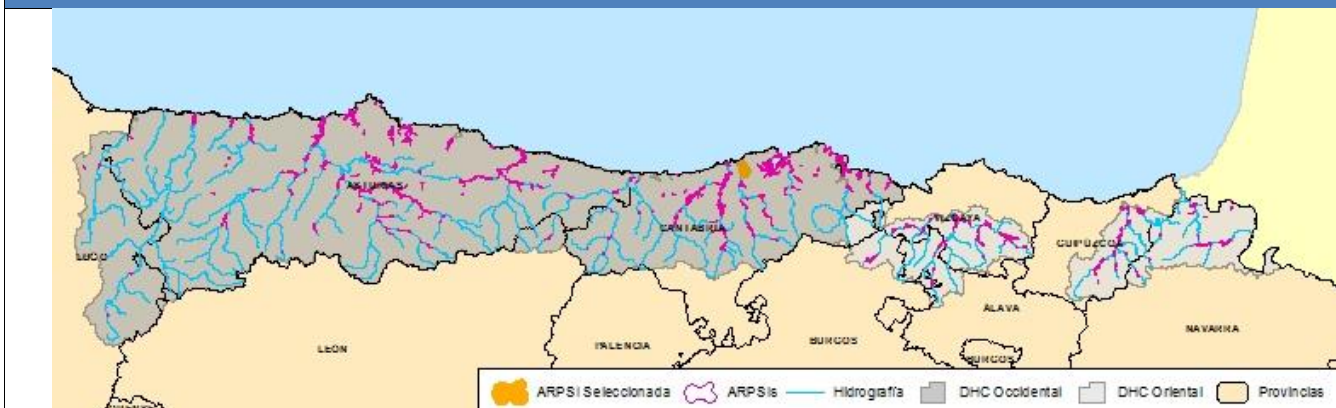 ASTURIAS
VIZCAYA
CANTABRIA
LUGO
GUIPÚZCOA
ALAVA
NAVARRA
LEÓN
PALENCIA
BURGOS
BURGOS
ARPSI Seleccionada ARPSIs Hidrografía DHC Occidental DHC Oriental Provincias